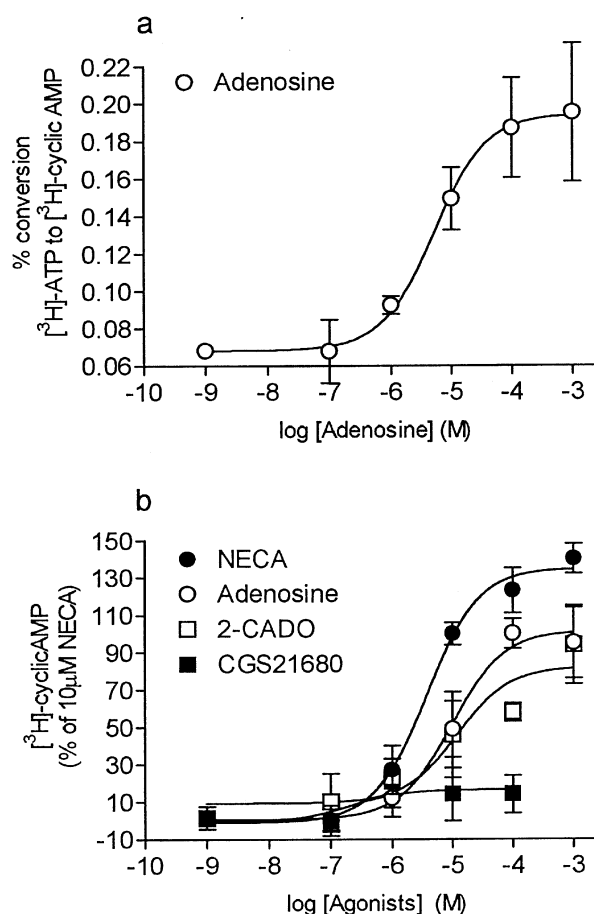 a
% conversion
[³H]-ATP to [³H]-cyclic AMP
0.22
0.20
0.18
0.16
0.14
0.12
0.10
0.08
0.06
Adenosine
-10 -9 -8 -7 -6 -5 -4 -3
log [Adenosine] (M)
b
[³H]-cyclicAMP
(% of 10µM NECA)
150
130
110
90
70
50
30
10
-10
NECA
Adenosine
2-CADO
CGS21680
-10 -9 -8 -7 -6 -5 -4 -3
log [Agonists] (M)